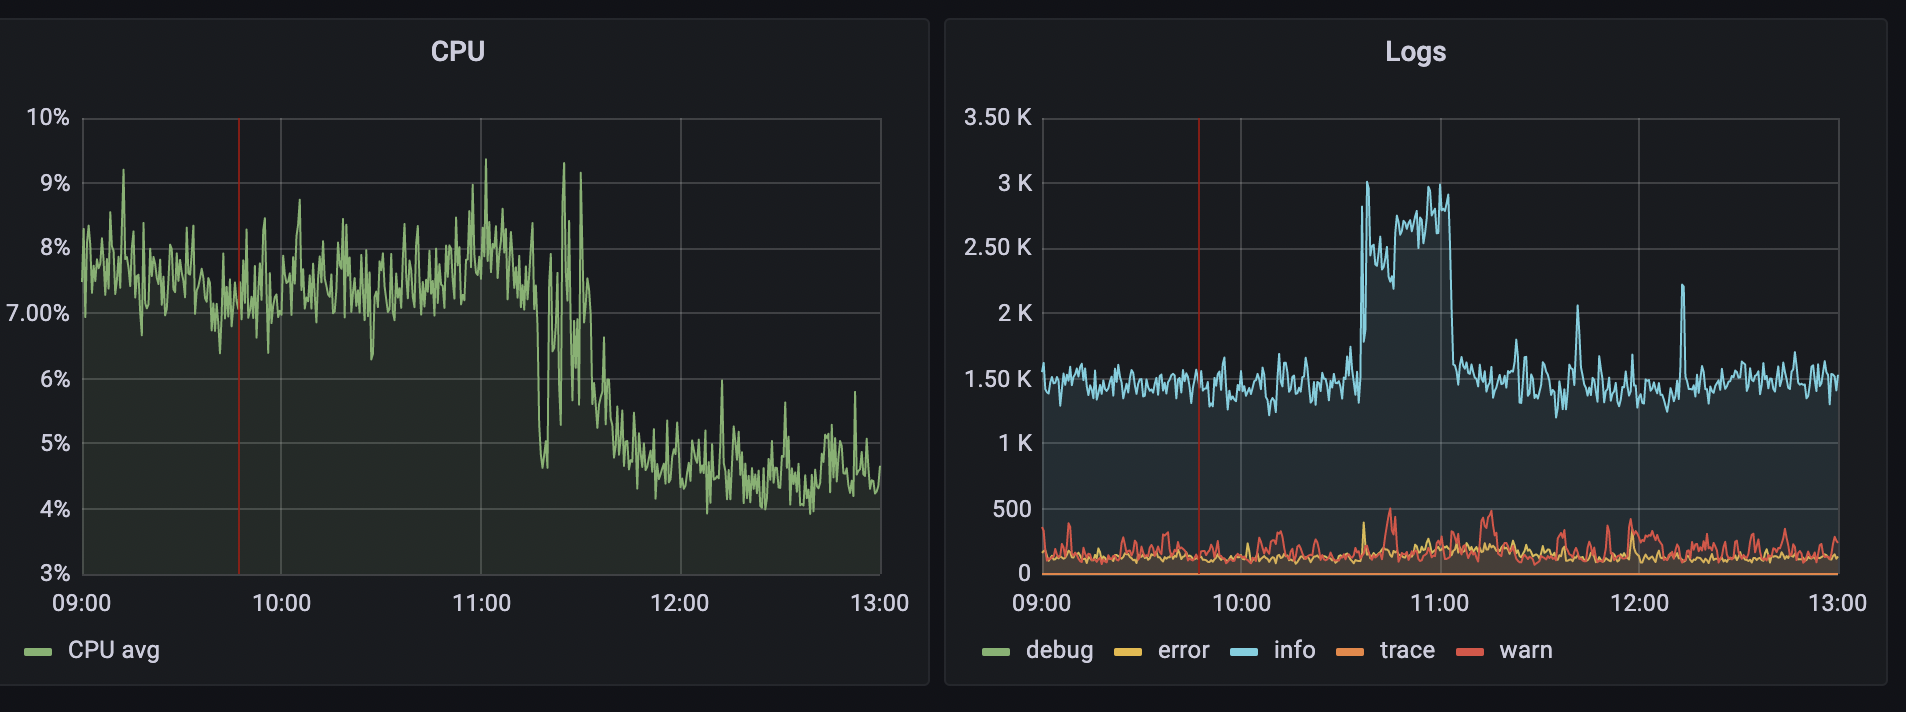 CPU
10%
9%
8%
7.00%
6%
5%
4%
3%
09:00 10:00 11:00 12:00 13:00
CPU avg
Logs
3.50 K
3 K
2.50 K
2 K
1.50 K
1 K
500
0
09:00 10:00 11:00 12:00 13:00
debug error info trace warn